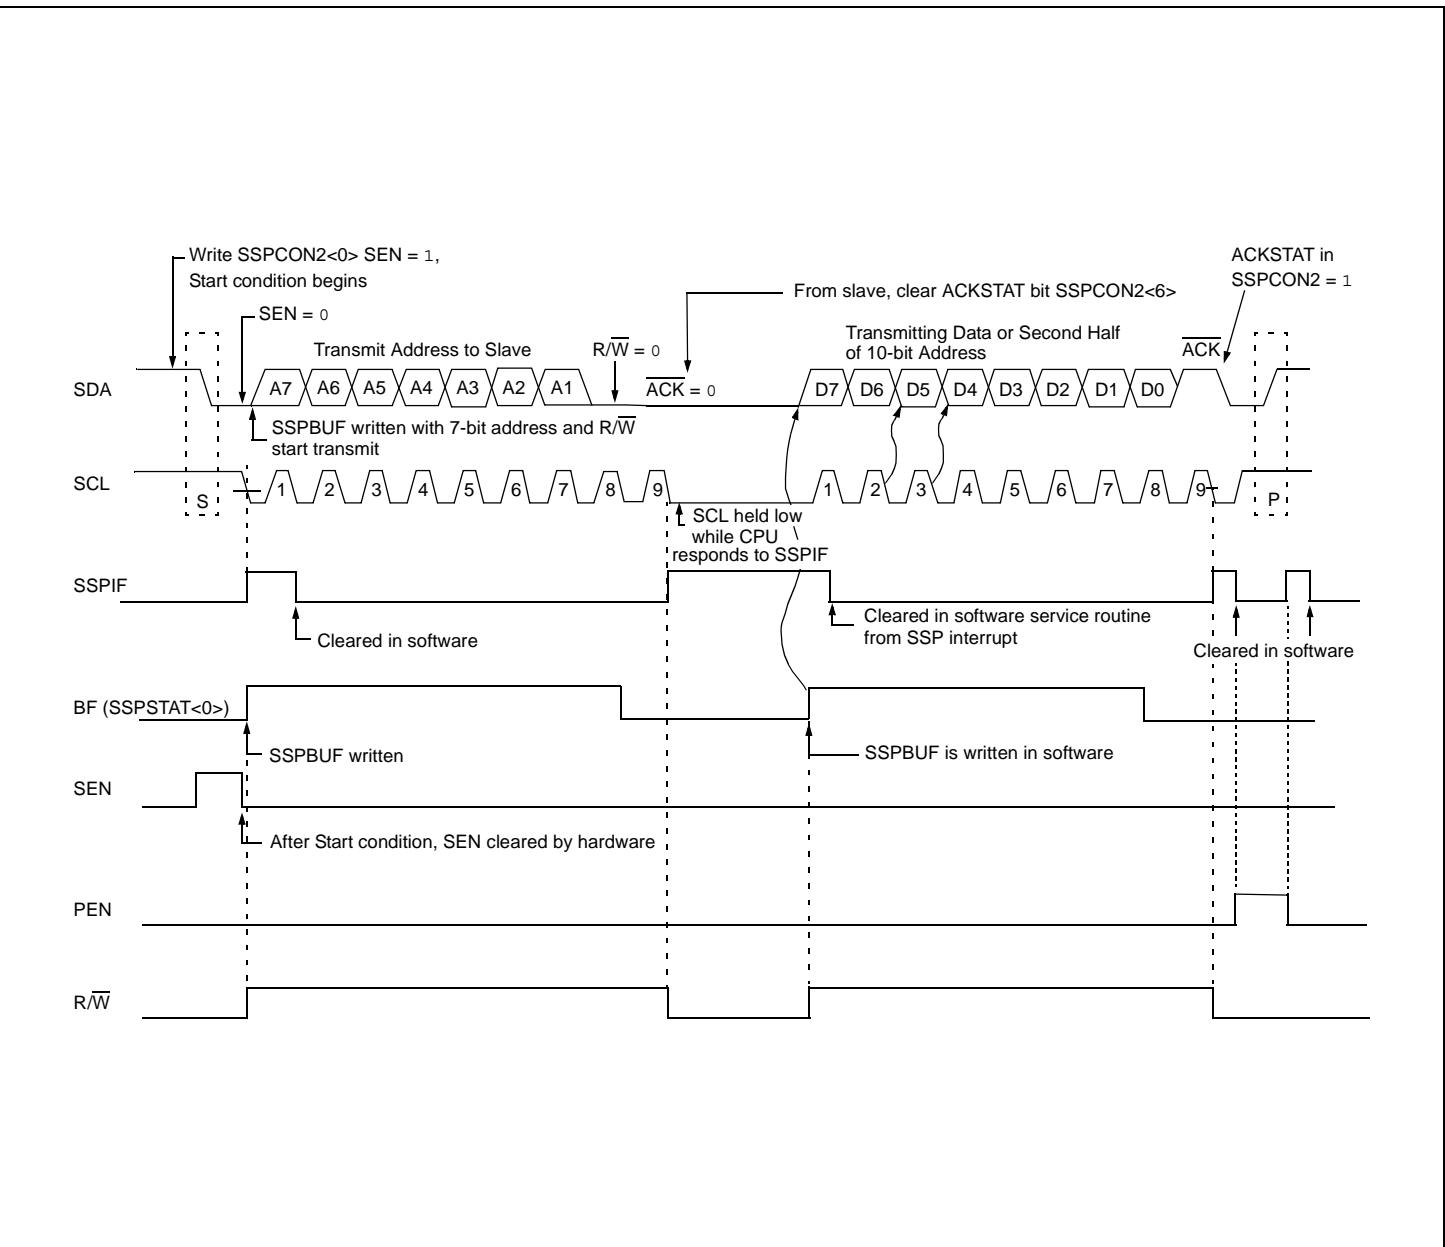 Write SSPCON2<0> SEN = 1,
Start condition begins
ACKSTAT in
SSPCON2 = 1
From slave, clear ACKSTAT bit SSPCON2<6>
SEN = 0
Transmitting Data or Second Half
of 10-bit Address
Transmit Address to Slave
R/W = 0
ACK
SDA
A7 A6 A5 A4 A3 A2 A1
ACK = 0
D7 D6 D5 D4 D3 D2 D1 D0
SSPBUF written with 7-bit address and R/W
start transmit
SCL
S
1 2 3 4 5 6 7 8 9
1 2 3 4 5 6 7 8 9
P
SCL held low
while CPU
responds to SSPIF
SSPIF
Cleared in software
Cleared in software service routine
from SSP interrupt
Cleared in software
BF (SSPSTAT<0>)
SSPBUF written
SSPBUF is written in software
SEN
After Start condition, SEN cleared by hardware
PEN
R/W